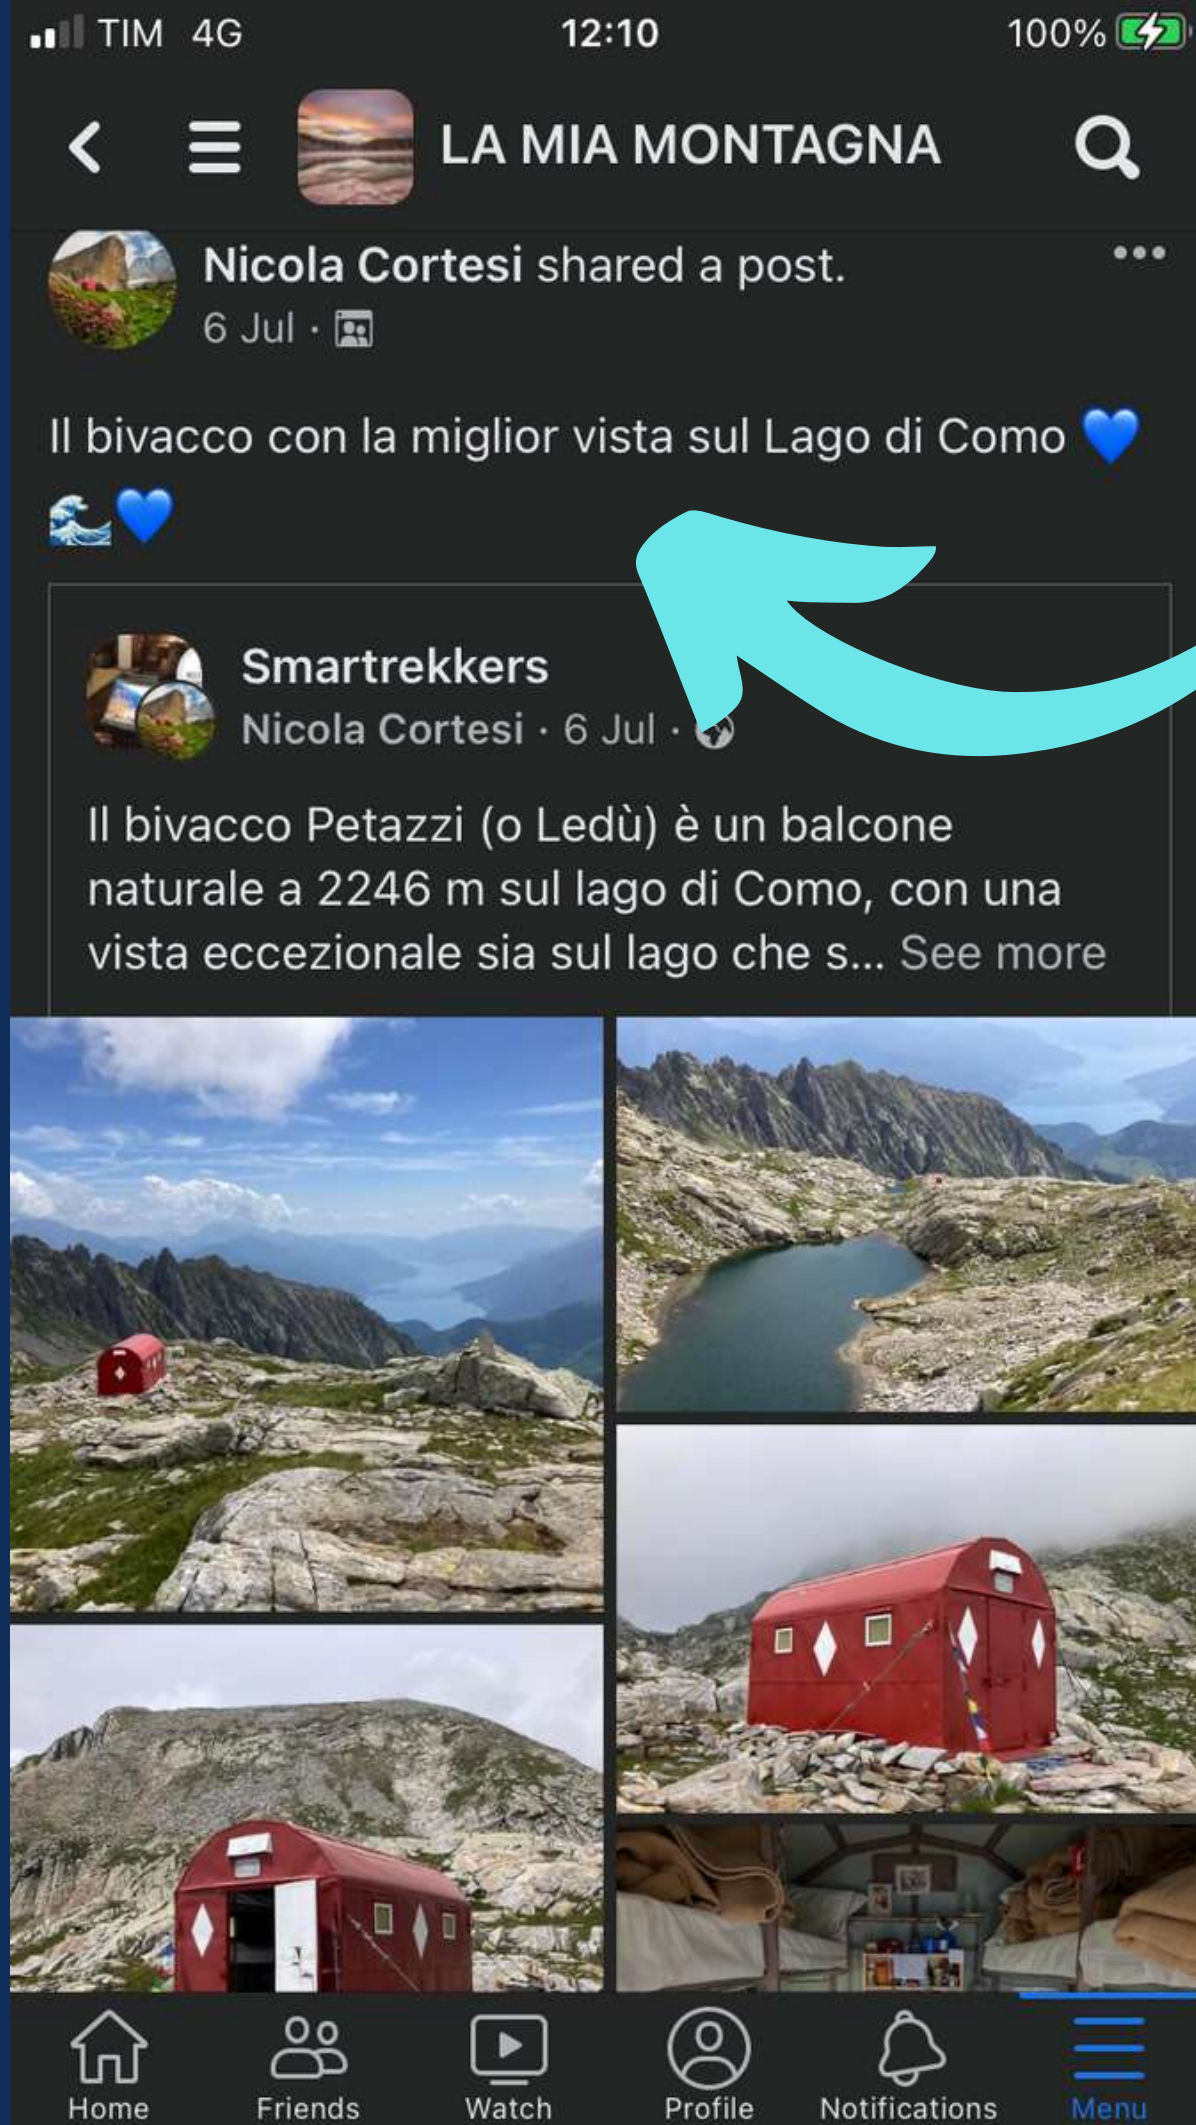 TIM 4G 12:10 100%
LA MIA MONTAGNA
Nicola Cortesi shared a post.
6 Jul ·
Il bivacco con la miglior vista sul Lago di Como 💙
🌊💙
Smartrekkers
Nicola Cortesi · 6 Jul ·
Il bivacco Petazzi (o Ledù) è un balcone
naturale a 2246 m sul lago di Como, con una
vista eccezionale sia sul lago che s... See more
Home Friends Watch Profile Notifications Menu